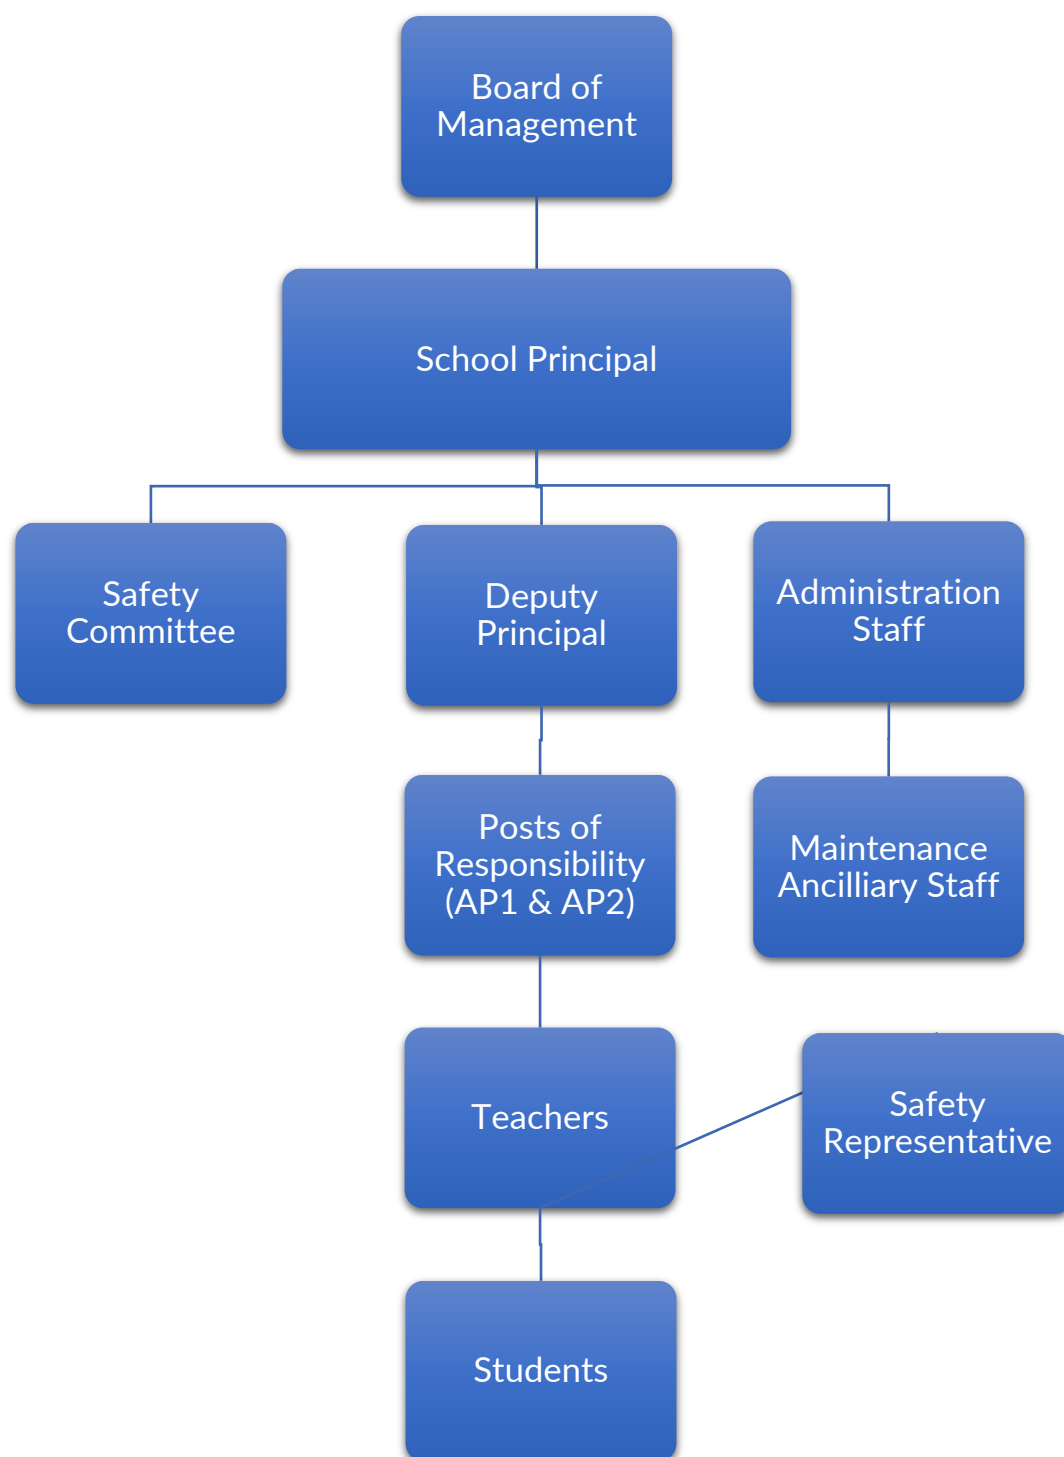 Board of
Management
School Principal
Safety
Committee
Deputy
Principal
Administration
Staff
Posts of
Responsibility
(AP1 & AP2)
Maintenance
Ancilliary Staff
Teachers
Safety
Representative
Students